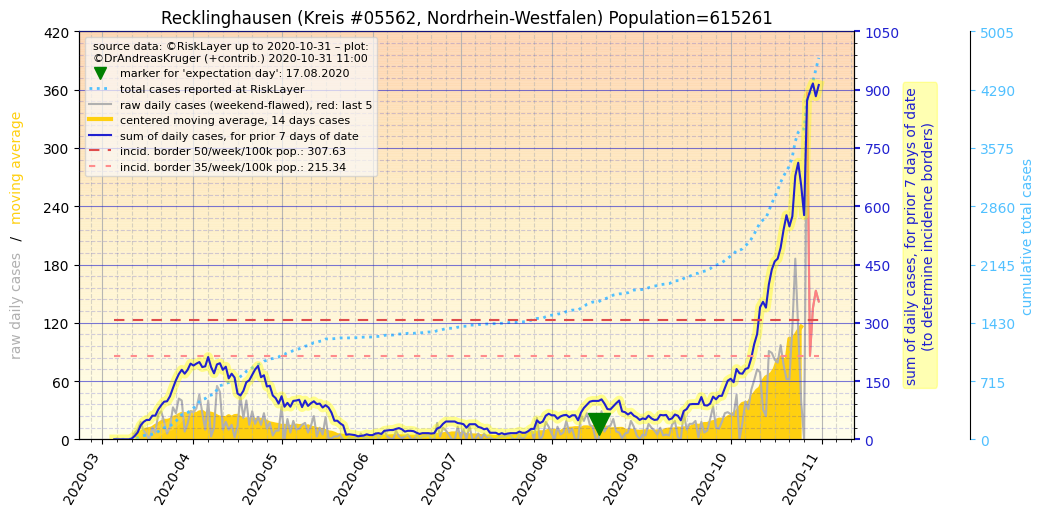 Recklinghausen (Kreis #05562, Nordrhein-Westfalen) Population=615261
source data: ©RiskLayer up to 2020-10-31 – plot:
©DrAndreasKruger (+contrib.) 2020-10-31 11:00
marker for 'expectation day': 17.08.2020
total cases reported at RiskLayer
raw daily cases (weekend-flawed), red: last 5
centered moving average, 14 days cases
sum of daily cases, for prior 7 days of date
incid. border 50/week/100k pop.: 307.63
incid. border 35/week/100k pop.: 215.34
raw daily cases / moving average
420
360
300
240
180
120
60
0
1050
900
750
600
450
300
150
0
sum of daily cases, for prior 7 days of date
(to determine incidence borders)
5005
4290
3575
2860
2145
1430
715
0
cumulative total cases
2020-03
2020-04
2020-05
2020-06
2020-07
2020-08
2020-09
2020-10
2020-11